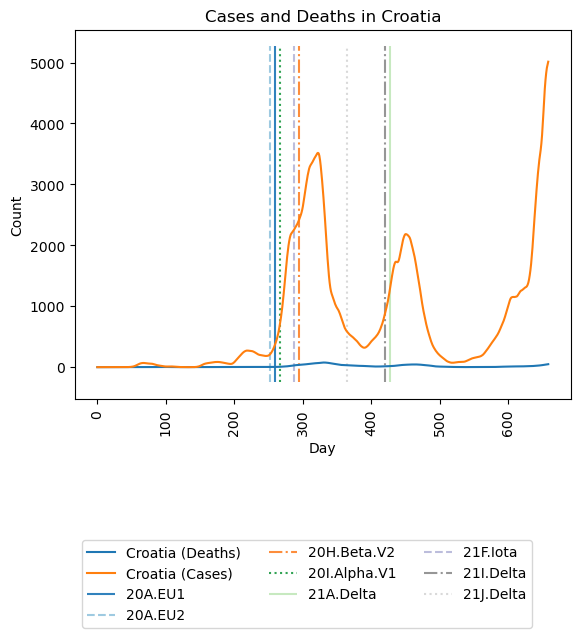 Cases and Deaths in Croatia
Count
5000
4000
3000
2000
1000
0
0 100 200 300 400 500 600
Day
Croatia (Deaths) 20H.Beta.V2 21F.Iota
Croatia (Cases) 20I.Alpha.V1 21I.Delta
20A.EU1 21A.Delta 21J.Delta
20A.EU2